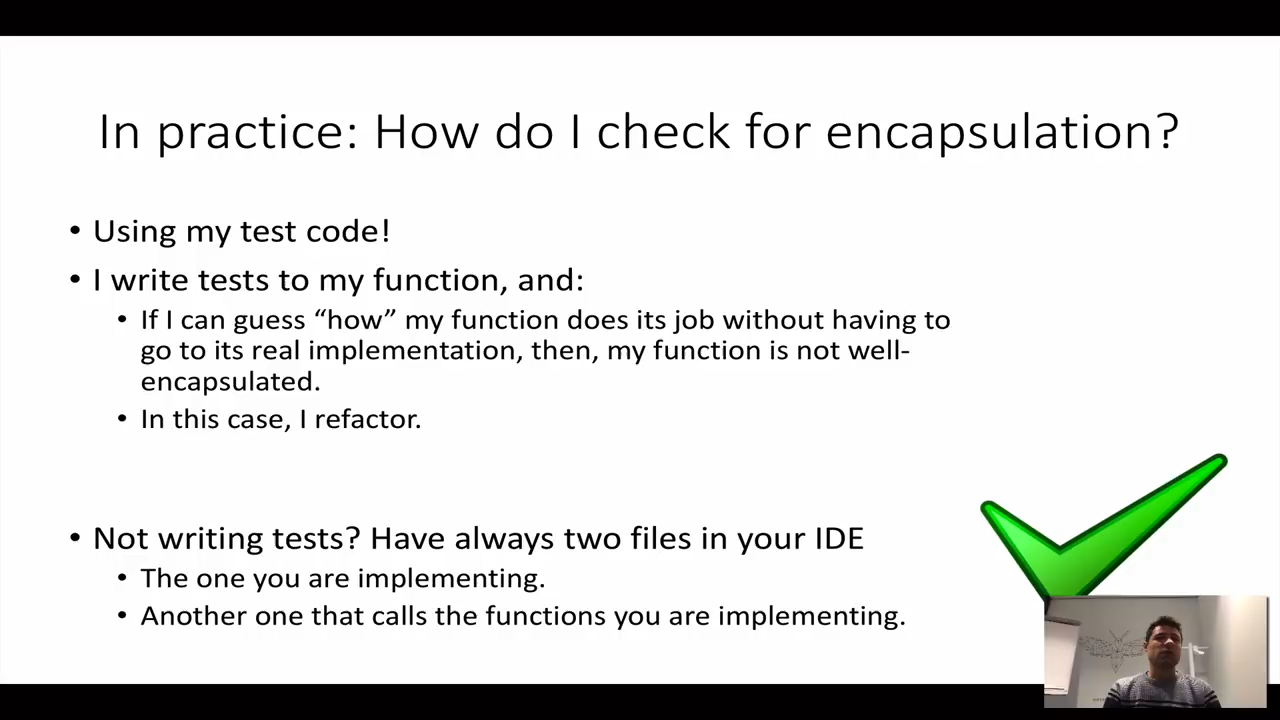 In practice: How do I check for encapsulation?
• Using my test code!
• I write tests to my function, and:
• If I can guess “how” my function does its job without having to
go to its real implementation, then, my function is not well-
encapsulated.
• In this case, I refactor.
• Not writing tests? Have always two files in your IDE
• The one you are implementing.
• Another one that calls the functions you are implementing.